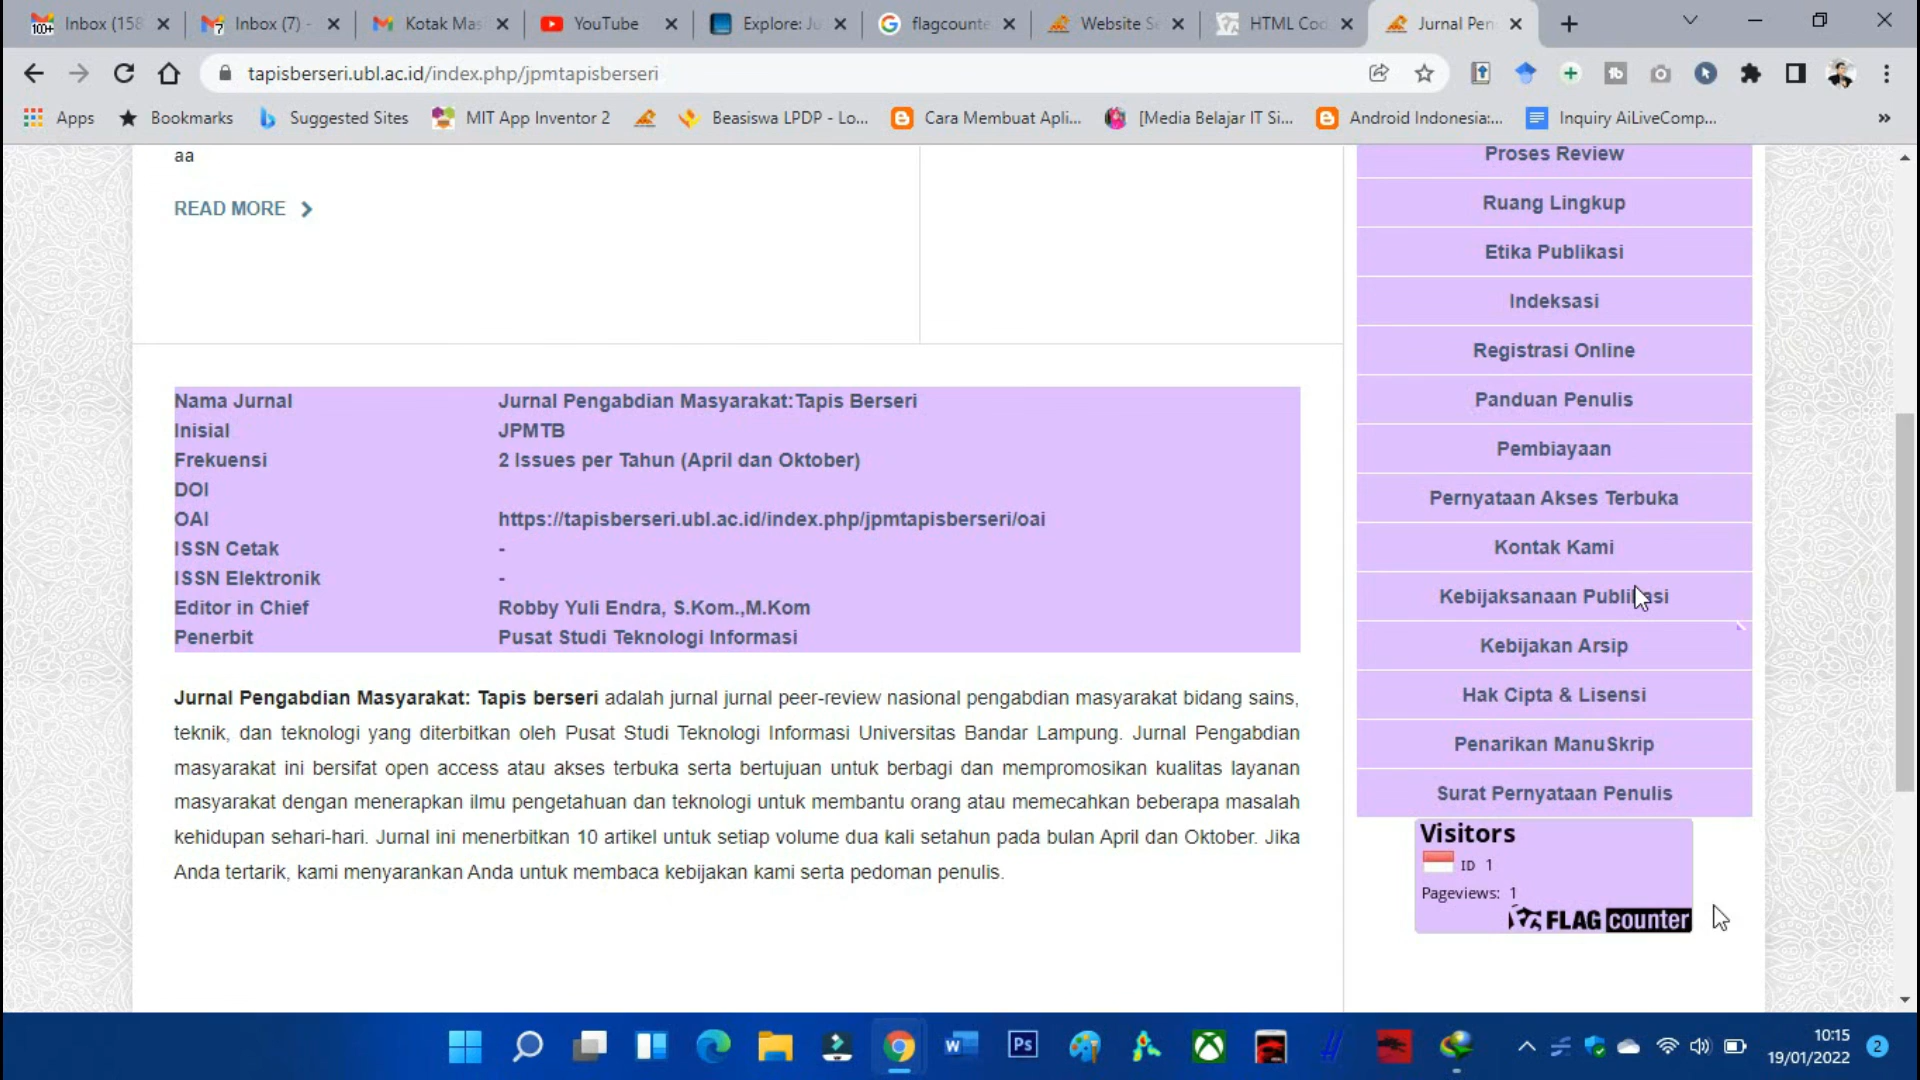 Inbox (158
Inbox (7) -
Kotak Mas
YouTube
Explore: Ju
flagcounte
Website Se
HTML Cod
Jurnal Pen
tapisberseri.ubl.ac.id/index.php/jpmtapisberseri
Apps
Bookmarks
Suggested Sites
MIT App Inventor 2
Beasiswa LPDP - Lo...
Cara Membuat Apli...
[Media Belajar IT Si...
Android Indonesia:...
Inquiry AiLiveComp...
aa
READ MORE
Nama Jurnal Jurnal Pengabdian Masyarakat:Tapis Berseri
Inisial JPMTB
Frekuensi 2 Issues per Tahun (April dan Oktober)
DOI
OAI https://tapisberseri.ubl.ac.id/index.php/jpmtapisberseri/oai
ISSN Cetak -
ISSN Elektronik -
Editor in Chief Robby Yuli Endra, S.Kom.,M.Kom
Penerbit Pusat Studi Teknologi Informasi
Jurnal Pengabdian Masyarakat: Tapis berseri adalah jurnal jurnal peer-review nasional pengabdian masyarakat bidang sains,
teknik, dan teknologi yang diterbitkan oleh Pusat Studi Teknologi Informasi Universitas Bandar Lampung. Jurnal Pengabdian
masyarakat ini bersifat open access atau akses terbuka serta bertujuan untuk berbagi dan mempromosikan kualitas layanan
masyarakat dengan menerapkan ilmu pengetahuan dan teknologi untuk membantu orang atau memecahkan beberapa masalah
kehidupan sehari-hari. Jurnal ini menerbitkan 10 artikel untuk setiap volume dua kali setahun pada bulan April dan Oktober. Jika
Anda tertarik, kami menyarankan Anda untuk membaca kebijakan kami serta pedoman penulis.
Proses Review
Ruang Lingkup
Etika Publikasi
Indeksasi
Registrasi Online
Panduan Penulis
Pembiayaan
Pernyataan Akses Terbuka
Kontak Kami
Kebijaksanaan Publikasi
Kebijakan Arsip
Hak Cipta & Lisensi
Penarikan ManuSkrip
Surat Pernyataan Penulis
Visitors
ID 1
Pageviews: 1
FLAG counter
10:15
19/01/2022
2